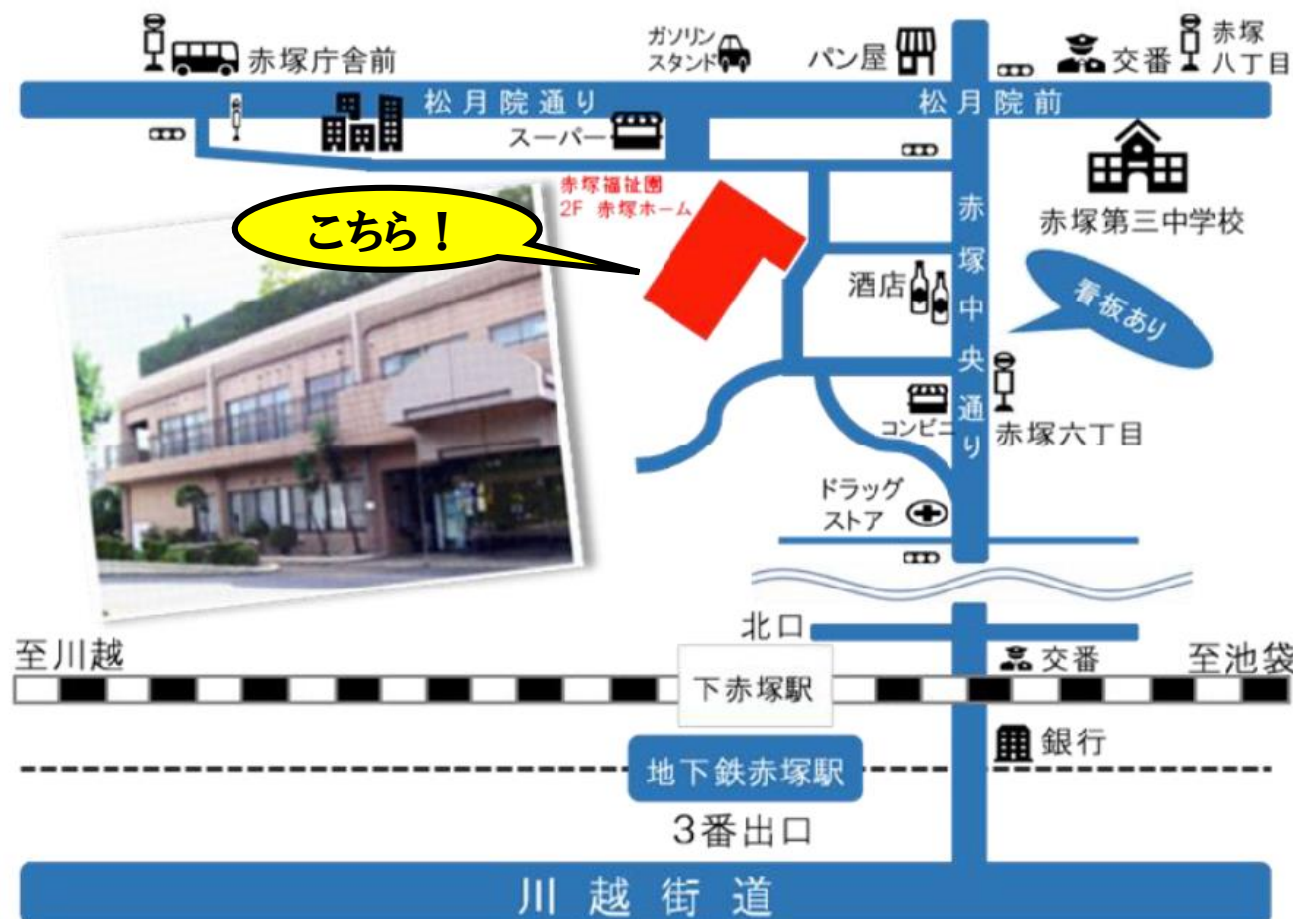 赤塚庁舎前
ガソリン
スタンド
パン屋
交番
赤塚
八丁目
松月院通り
松月院前
スーパー
赤塚福祉園
2F 赤塚ホーム
こちら！
赤塚第三中学校
赤塚中央通り
酒店
看板あり
コンビニ
赤塚六丁目
ドラッグ
ストア
北口
至川越
交番
至池袋
下赤塚駅
銀行
地下鉄赤塚駅
3番出口
川越街道